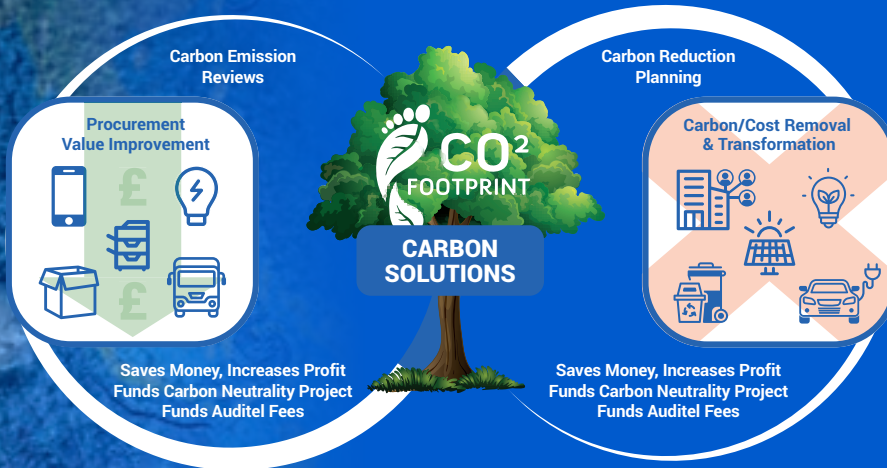 Carbon Emission
Reviews
Procurement
Value Improvement
£
£
Saves Money, Increases Profit
Funds Carbon Neutrality Project
Funds Auditel Fees
CO²
FOOTPRINT
CARBON
SOLUTIONS
Carbon Reduction
Planning
Carbon/Cost Removal
& Transformation
Saves Money, Increases Profit
Funds Carbon Neutrality Project
Funds Auditel Fees